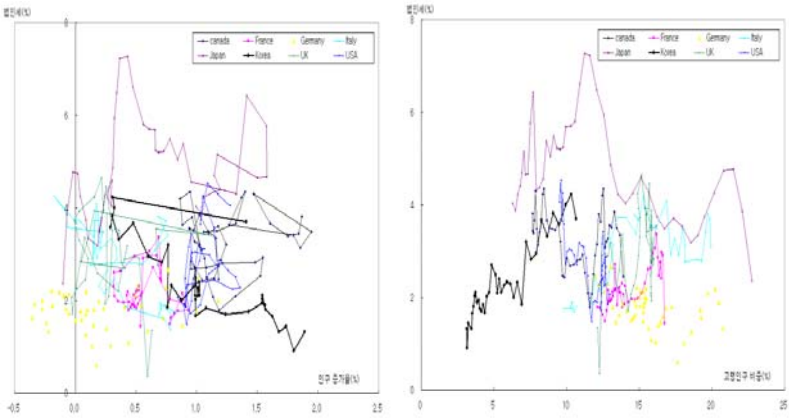 법인세(%)
8
6
4
2
0
-0.5 0.0 0.5 1.0 1.5 2.0 2.5
인구 증가율(%)
canada France Germany Italy
Japan Korea UK USA
법인세(%)
8
6
4
2
0
0 5 10 15 20 25
고령인구 비중(%)
canada France Germany Italy
Japan Korea UK USA